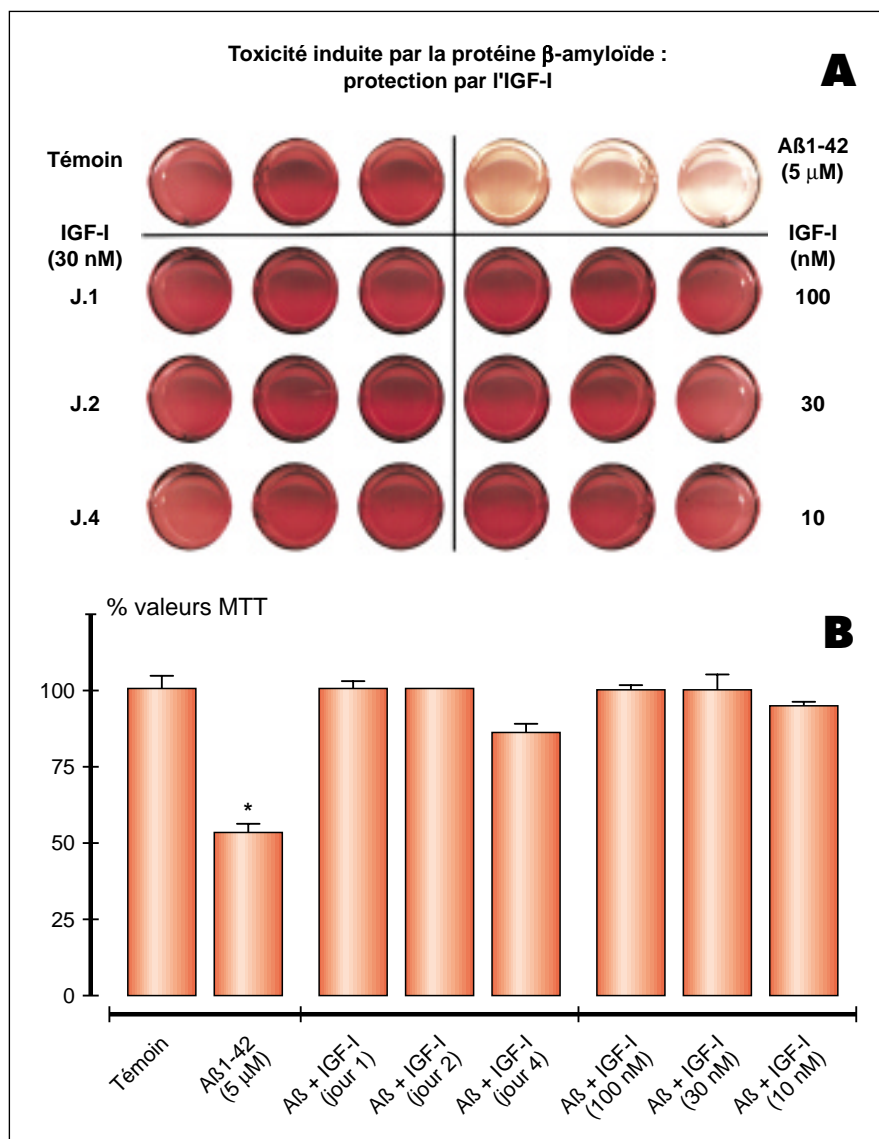 Toxicité induite par la protéine β-amyloïde :
protection par l'IGF-I
A
Témoin
Aß1-42
(5 µM)
IGF-I
(30 nM)
IGF-I
(nM)
J.1
100
J.2
30
J.4
10
% valeurs MTT
B
100
75
50
25
0
*
Témoin
Aß1-42
(5 µM)
Aß + IGF-I
(jour 1)
Aß + IGF-I
(jour 2)
Aß + IGF-I
(jour 4)
Aß + IGF-I
(100 nM)
Aß + IGF-I
(30 nM)
Aß + IGF-I
(10 nM)